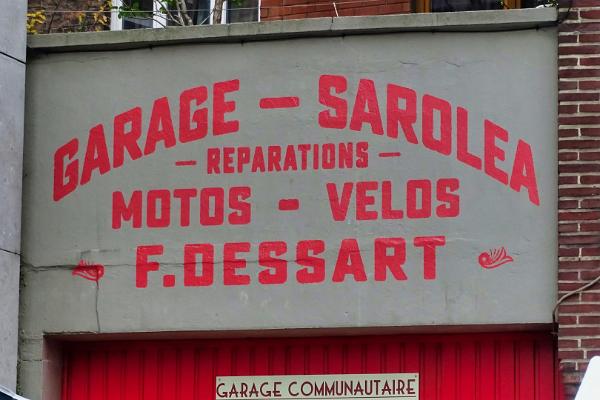 GARAGE - SAROLEA
- REPARATIONS -
MOTOS - VELOS
F.DESSART
GARAGE COMMUNAUTAIRE